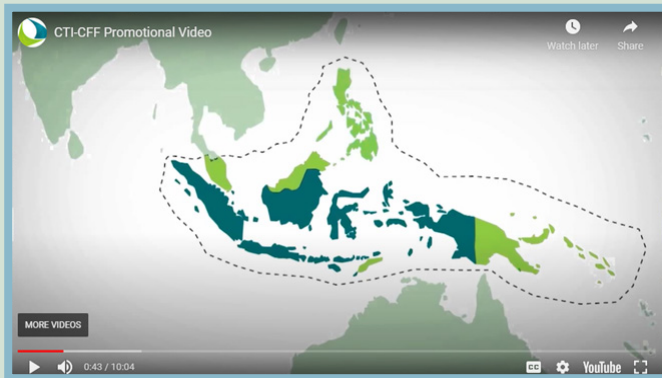 CTI-CFF Promotional Video
Watch later
Share
MORE VIDEOS
0:43 / 10:04
CC
YouTube